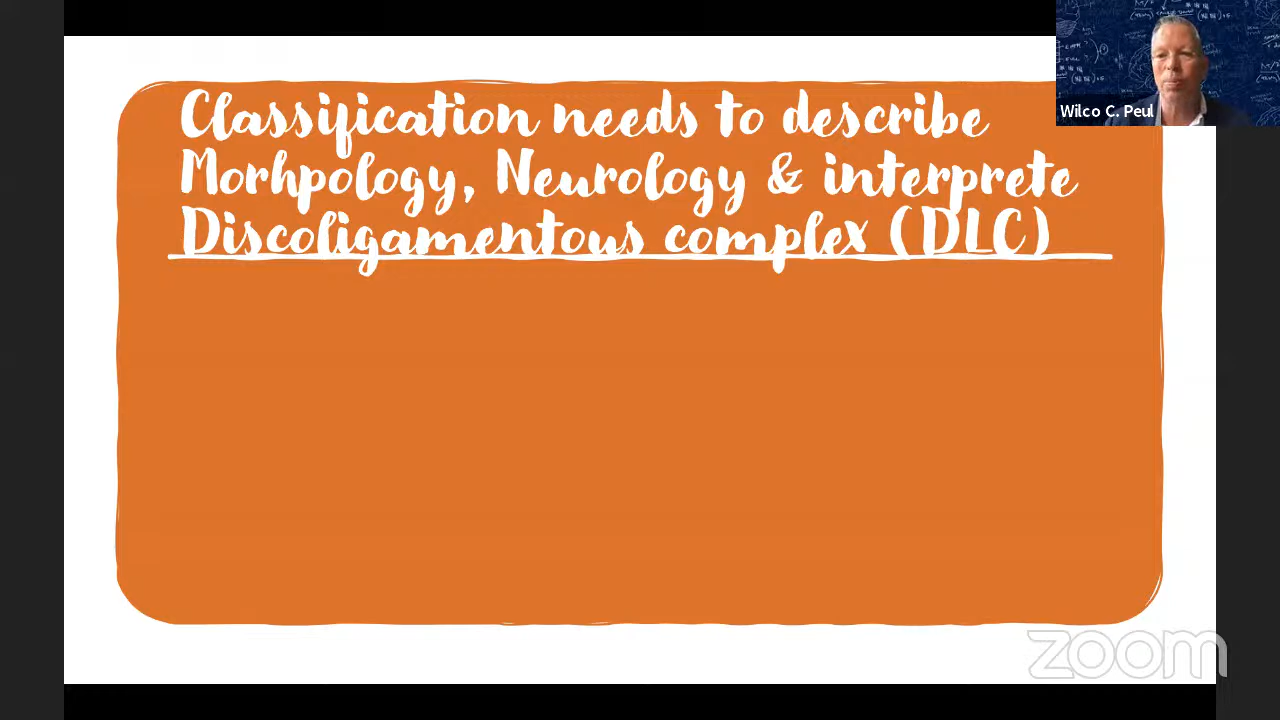 Classification needs to describe
Morhpology, Neurology & interprete
Discoligamentous complex (DLC)
Wilco C. Peul
zoom